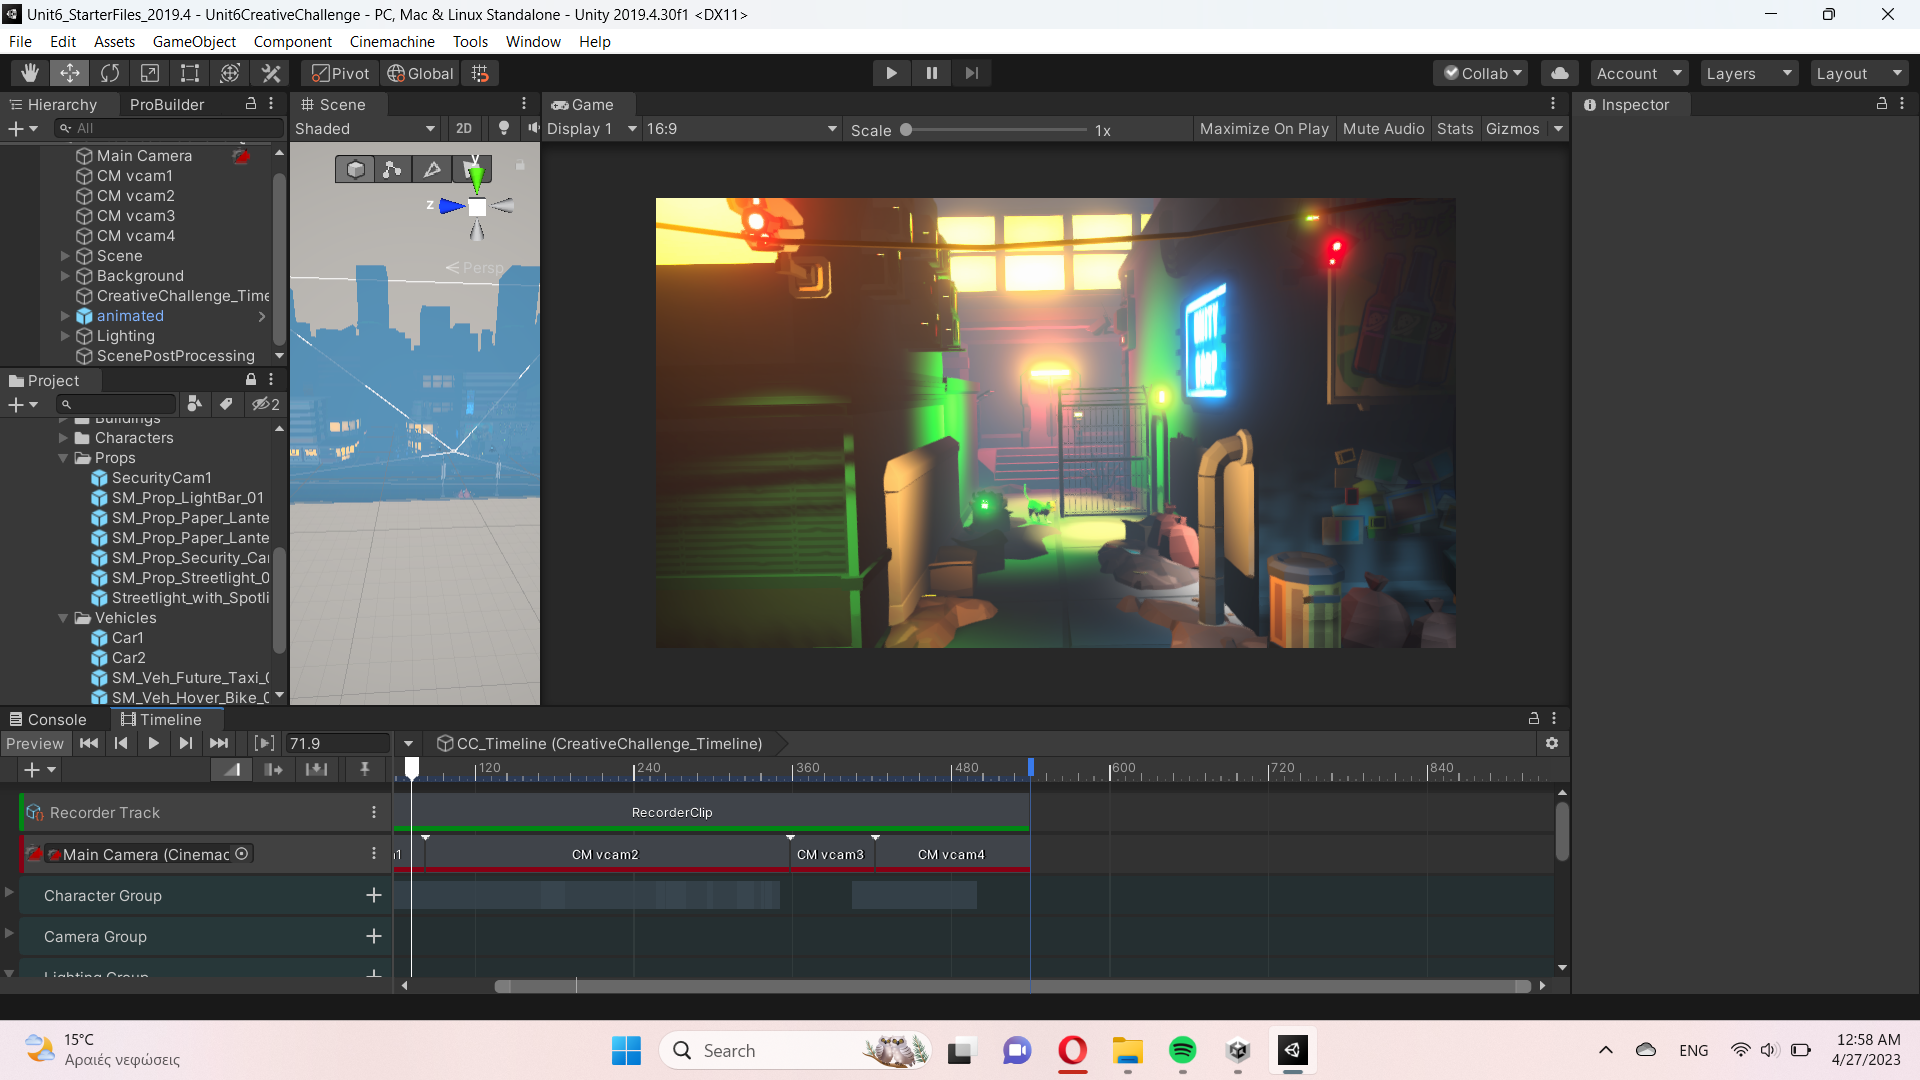 Unit6_StarterFiles_2019.4 - Unit6CreativeChallenge - PC, Mac & Linux Standalone - Unity 2019.4.30f1 <DX11>
File Edit Assets GameObject Component Cinemachine Tools Window Help
Pivot Global Collab Account Layers Layout
Hierarchy ProBuilder
All
Main Camera
CM vcam1
CM vcam2
CM vcam3
CM vcam4
Scene
Background
CreativeChallenge_Time
animated
Lighting
ScenePostProcessing
Scene
Shaded 2D
y
z
Persp
Game
Display 1 16:9 Scale 1x Maximize On Play Mute Audio Stats Gizmos
UNITY
Inspector
Project
2
Buildings
Characters
Props
SecurityCam1
SM_Prop_LightBar_01
SM_Prop_Paper_Lante
SM_Prop_Paper_Lante
SM_Prop_Security_Ca
SM_Prop_Streetlight_0
Streetlight_with_Spotli
Vehicles
Car1
Car2
SM_Veh_Future_Taxi_0
SM_Veh_Hover_Bike_0
Console Timeline
Preview 71.9 CC_Timeline (CreativeChallenge_Timeline)
120 240 360 480 600 720 840
Recorder Track RecorderClip
Main Camera (Cinemac CM vcam2 CM vcam3 CM vcam4
Character Group
Camera Group
Lighting Group
15°C
Αραιές νεφώσεις
Search
ENG
12:58 AM
4/27/2023